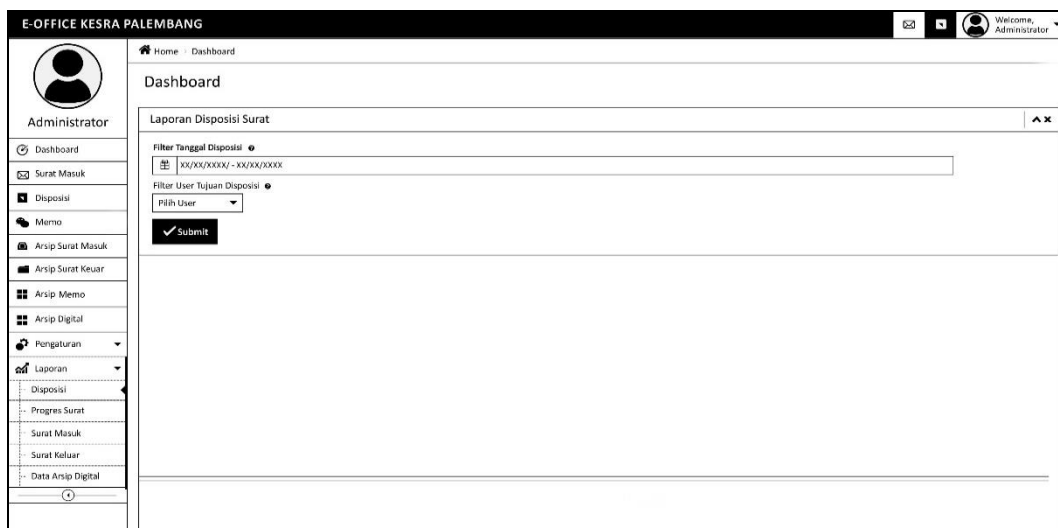 E-OFFICE KESRA PALEMBANG
Welcome,
Administrator
Administrator
Home Dashboard
Dashboard
Laporan Disposisi Surat
Filter Tanggal Disposisi
XX/XX/XXXX/ - XX/XX/XXXX
Filter User Tujuan Disposisi
Pilih User
Submit
Dashboard
Surat Masuk
Disposisi
Memo
Arsip Surat Masuk
Arsip Surat Keuar
Arsip Memo
Arsip Digital
Pengaturan
Laporan
Disposisi
Progres Surat
Surat Masuk
Surat Keluar
Data Arsip Digital